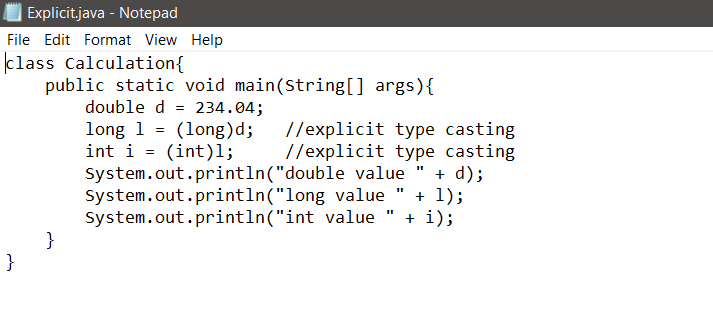 Explicit.java - Notepad
File Edit Format View Help
class Calculation{
    public static void main(String[] args){
        double d = 234.04;
        long l = (long)d;   //explicit type casting
        int i = (int)l;     //explicit type casting
        System.out.println("double value " + d);
        System.out.println("long value " + l);
        System.out.println("int value " + i);
    }
}